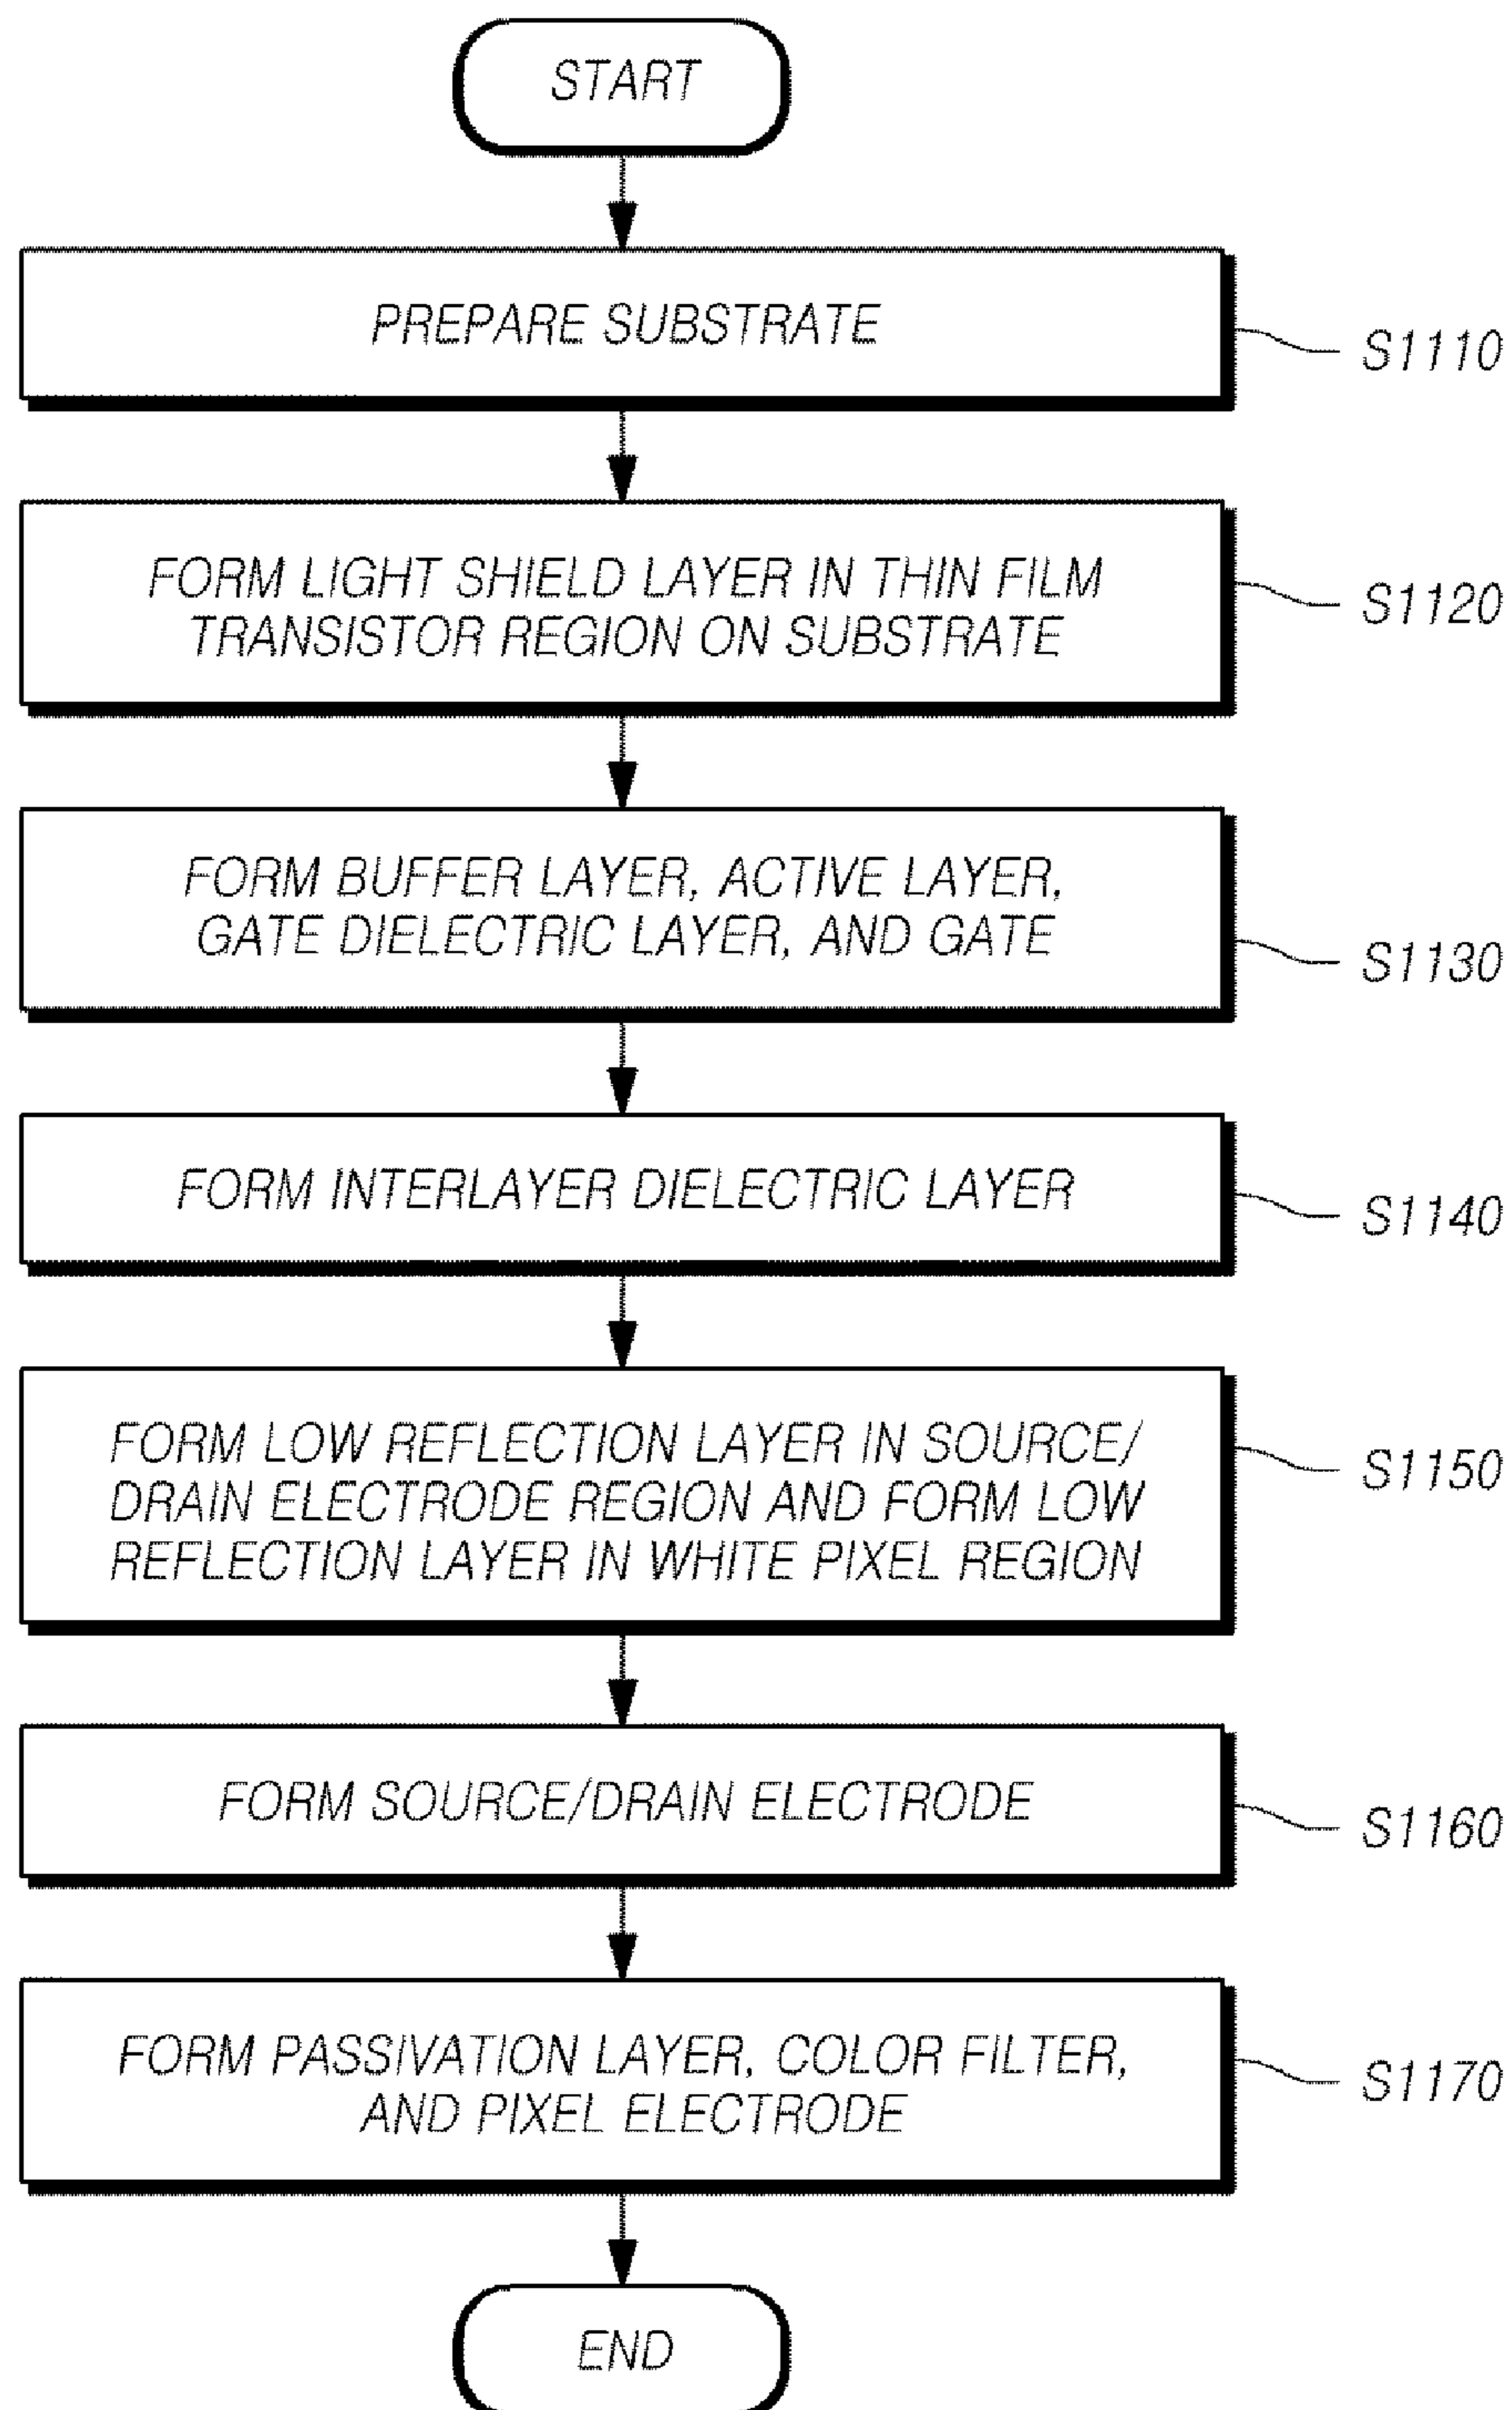 START
PREPARE SUBSTRATE
S1110
FORM LIGHT SHIELD LAYER IN THIN FILM
TRANSISTOR REGION ON SUBSTRATE
S1120
FORM BUFFER LAYER, ACTIVE LAYER,
GATE DIELECTRIC LAYER, AND GATE
S1130
FORM INTERLAYER DIELECTRIC LAYER
S1140
FORM LOW REFLECTION LAYER IN SOURCE/
DRAIN ELECTRODE REGION AND FORM LOW
REFLECTION LAYER IN WHITE PIXEL REGION
S1150
FORM SOURCE/DRAIN ELECTRODE
S1160
FORM PASSIVATION LAYER, COLOR FILTER,
AND PIXEL ELECTRODE
S1170
END